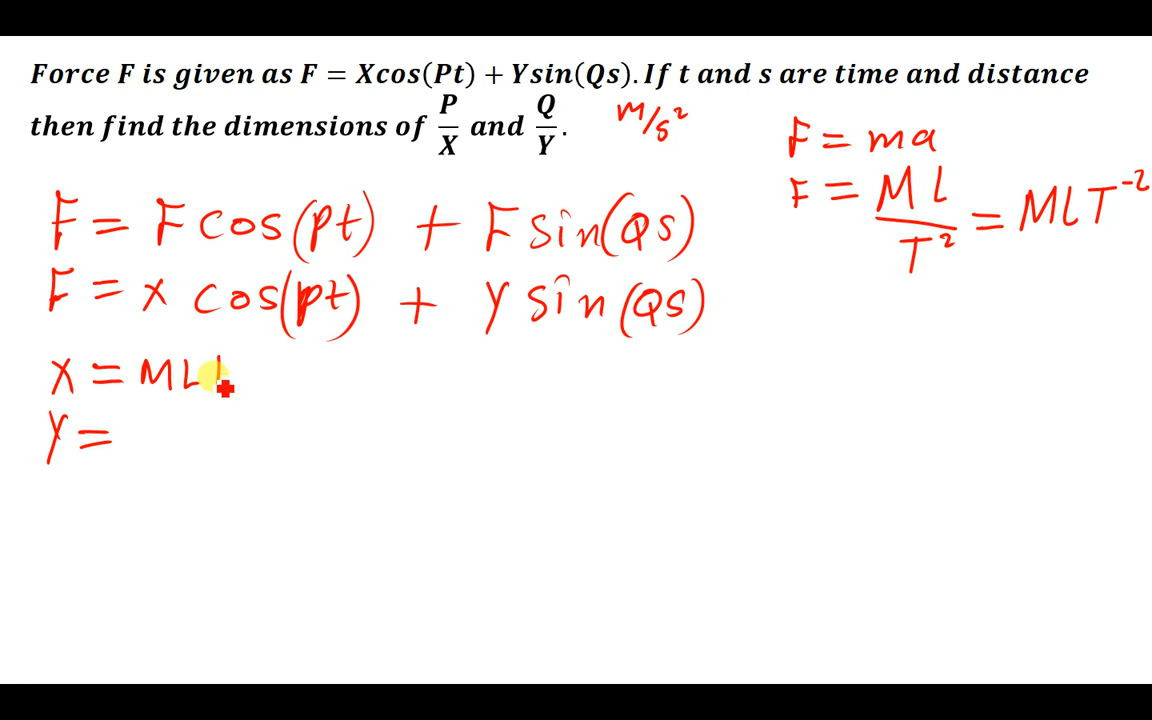 Force F is given as F = Xcos(Pt) + Ysin(Qs). If t and s are time and distance
then find the dimensions of P/X and Q/Y.
m/s²
F = ma
F = ML/T² = MLT⁻²
F = F cos(pt) + F sin(Qs)
F = x cos(pt) + y sin(Qs)
X = ML
Y =